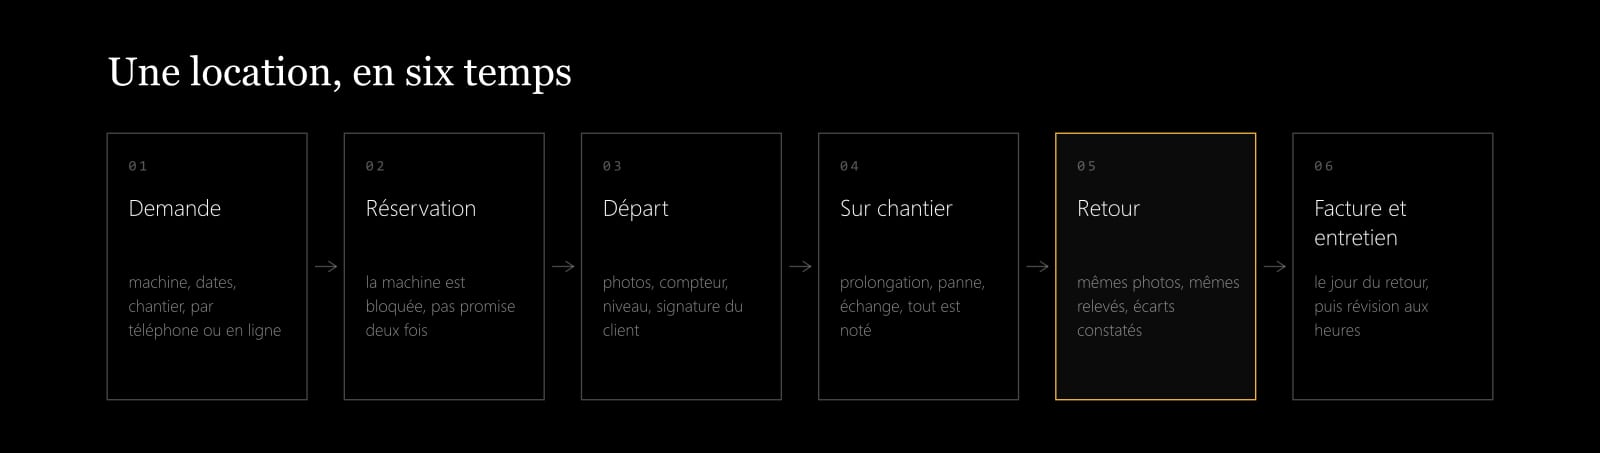 Une location, en six temps
01
Demande
machine, dates,
chantier, par
téléphone ou en ligne
02
Réservation
la machine est
bloquée, pas promise
deux fois
03
Départ
photos, compteur,
niveau, signature du
client
04
Sur chantier
prolongation, panne,
échange, tout est
noté
05
Retour
mêmes photos, mêmes
relevés, écarts
constatés
06
Facture et
entretien
le jour du retour,
puis révision aux
heures